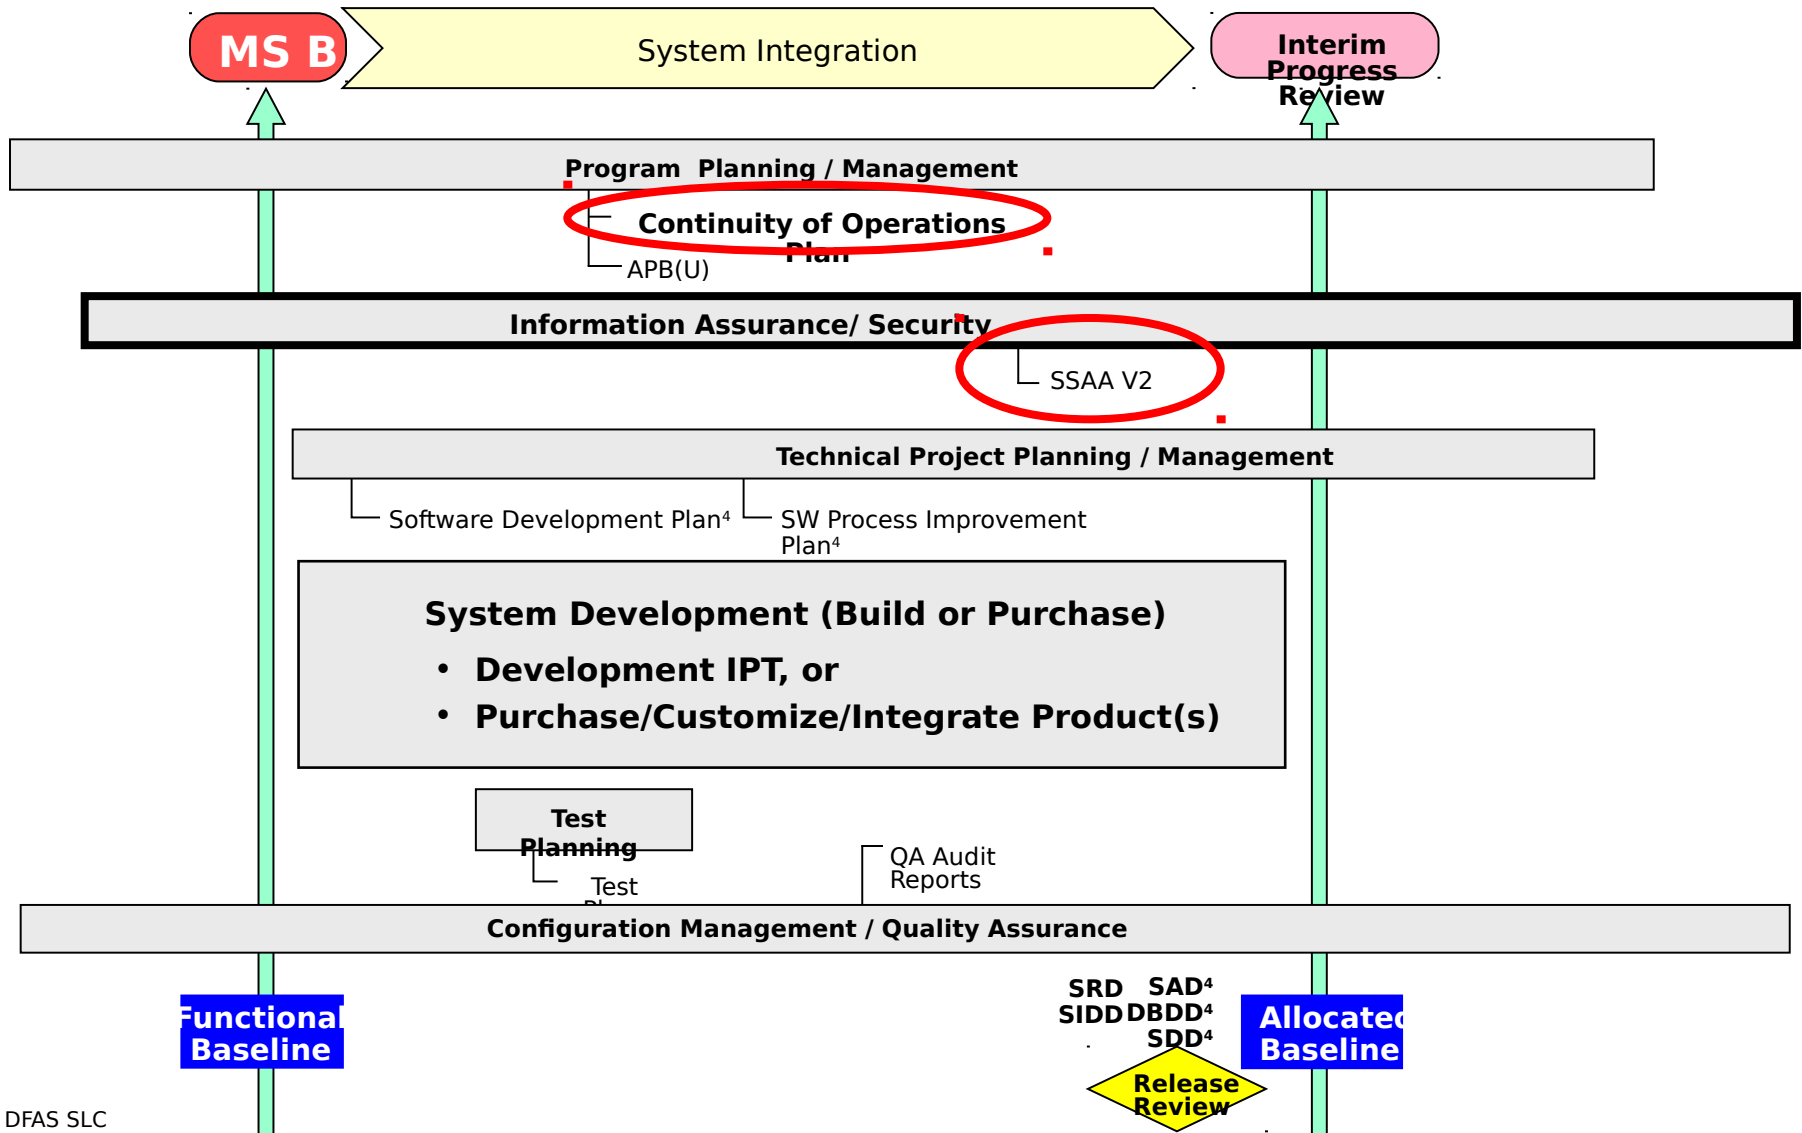 MS B
System Integration
Interim
Progress
Review
Program Planning / Management
Continuity of Operations
Plan
APB(U)
Information Assurance/ Security
SSAA V2
Technical Project Planning / Management
Software Development Plan⁴
SW Process Improvement
Plan⁴
System Development (Build or Purchase)
• Development IPT, or
• Purchase/Customize/Integrate Product(s)
Test
Planning
Test
QA Audit
Reports
Configuration Management / Quality Assurance
SRD SAD⁴
SIDD DBDD⁴
SDD⁴
Functional
Baseline
Allocated
Baseline
Release
Review
DFAS SLC